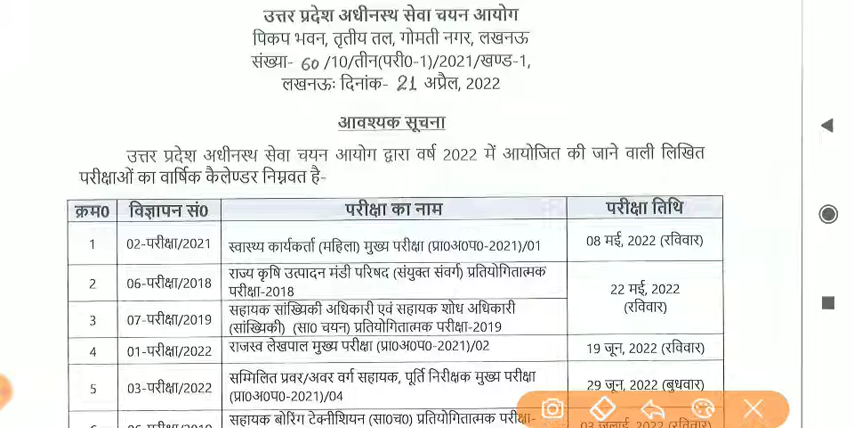 उत्तर प्रदेश अधीनस्थ सेवा चयन आयोग
पिकप भवन, तृतीय तल, गोमती नगर, लखनऊ
संख्या- 60 /10/तीन(परी0-1)/2021/खण्ड-1,
लखनऊः दिनांक- 21 अप्रैल, 2022
आवश्यक सूचना
उत्तर प्रदेश अधीनस्थ सेवा चयन आयोग द्वारा वर्ष 2022 में आयोजित की जाने वाली लिखित
परीक्षाओं का वार्षिक कैलेण्डर निम्नवत है-
क्रम0 विज्ञापन सं0 परीक्षा का नाम परीक्षा तिथि
1 02-परीक्षा/2021 स्वास्थ्य कार्यकर्ता (महिला) मुख्य परीक्षा (प्रा0अ0प0-2021)/01 08 मई, 2022 (रविवार)
2 06-परीक्षा/2018 राज्य कृषि उत्पादन मंडी परिषद (संयुक्त संवर्ग) प्रतियोगितात्मक
परीक्षा-2018
22 मई, 2022
(रविवार)
3 07-परीक्षा/2019 सहायक सांख्यिकी अधिकारी एवं सहायक शोध अधिकारी
(सांख्यिकी) (सा0 चयन) प्रतियोगितात्मक परीक्षा-2019
4 01-परीक्षा/2022 राजस्व लेखपाल मुख्य परीक्षा (प्रा0अ0प0-2021)/02 19 जून, 2022 (रविवार)
5 03-परीक्षा/2022 सम्मिलित प्रवर/अवर वर्ग सहायक, पूर्ति निरीक्षक मुख्य परीक्षा
(प्रा0अ0प0-2021)/04 29 जून, 2022 (बुधवार)
सहायक बोरिंग टेक्नीशियन (सा0च0) प्रतियोगितात्मक परीक्षा- 03 जुलाई, 2022 (रविवार)